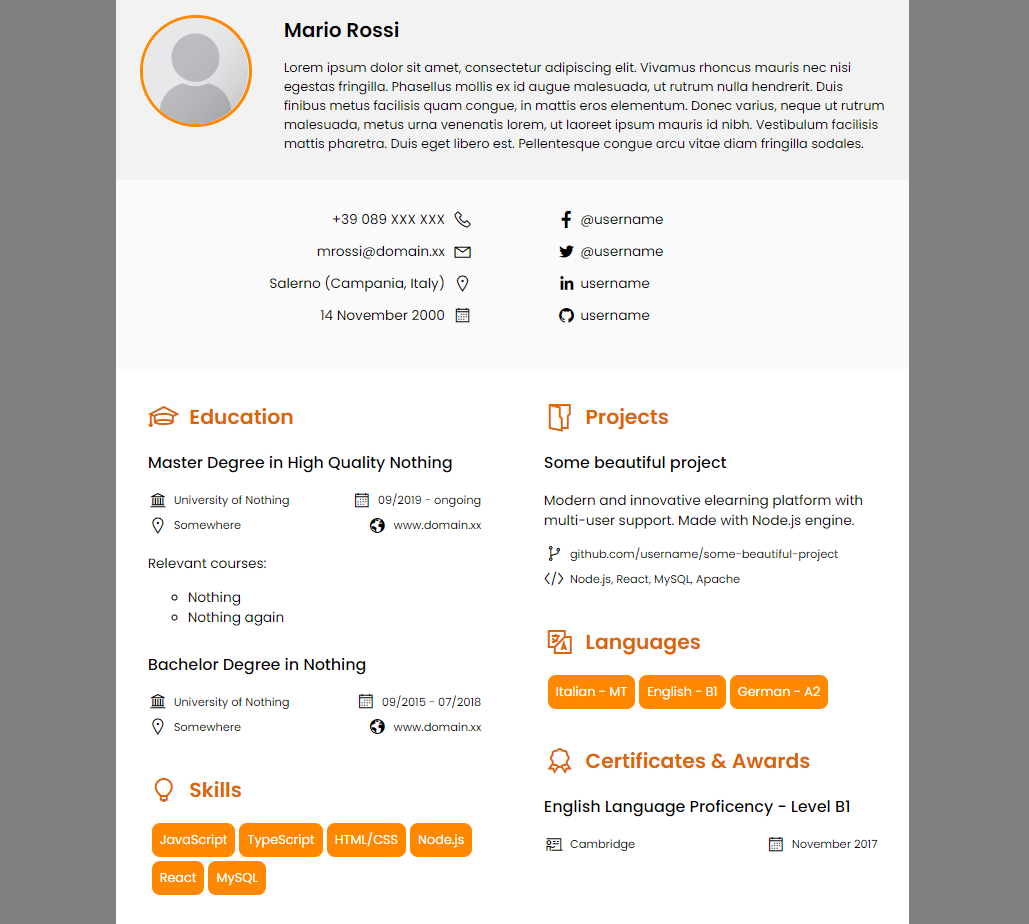 Mario Rossi
Lorem ipsum dolor sit amet, consectetur adipiscing elit. Vivamus rhoncus mauris nec nisi
egestas fringilla. Phasellus mollis ex id augue malesuada, ut rutrum nulla hendrerit. Duis
finibus metus facilisis quam congue, in mattis eros elementum. Donec varius, neque ut rutrum
malesuada, metus urna venenatis lorem, ut laoreet ipsum mauris id nibh. Vestibulum facilisis
mattis pharetra. Duis eget libero est. Pellentesque congue arcu vitae diam fringilla sodales.
+39 089 XXX XXX
mrossi@domain.xx
Salerno (Campania, Italy)
14 November 2000
@username
@username
username
username
Education
Master Degree in High Quality Nothing
University of Nothing 09/2019 - ongoing
Somewhere www.domain.xx
Relevant courses:
Nothing
Nothing again
Bachelor Degree in Nothing
University of Nothing 09/2015 - 07/2018
Somewhere www.domain.xx
Skills
JavaScript TypeScript HTML/CSS Node.js
React MySQL
Projects
Some beautiful project
Modern and innovative elearning platform with
multi-user support. Made with Node.js engine.
github.com/username/some-beautiful-project
Node.js, React, MySQL, Apache
Languages
Italian - MT English - B1 German - A2
Certificates & Awards
English Language Proficency - Level B1
Cambridge November 2017